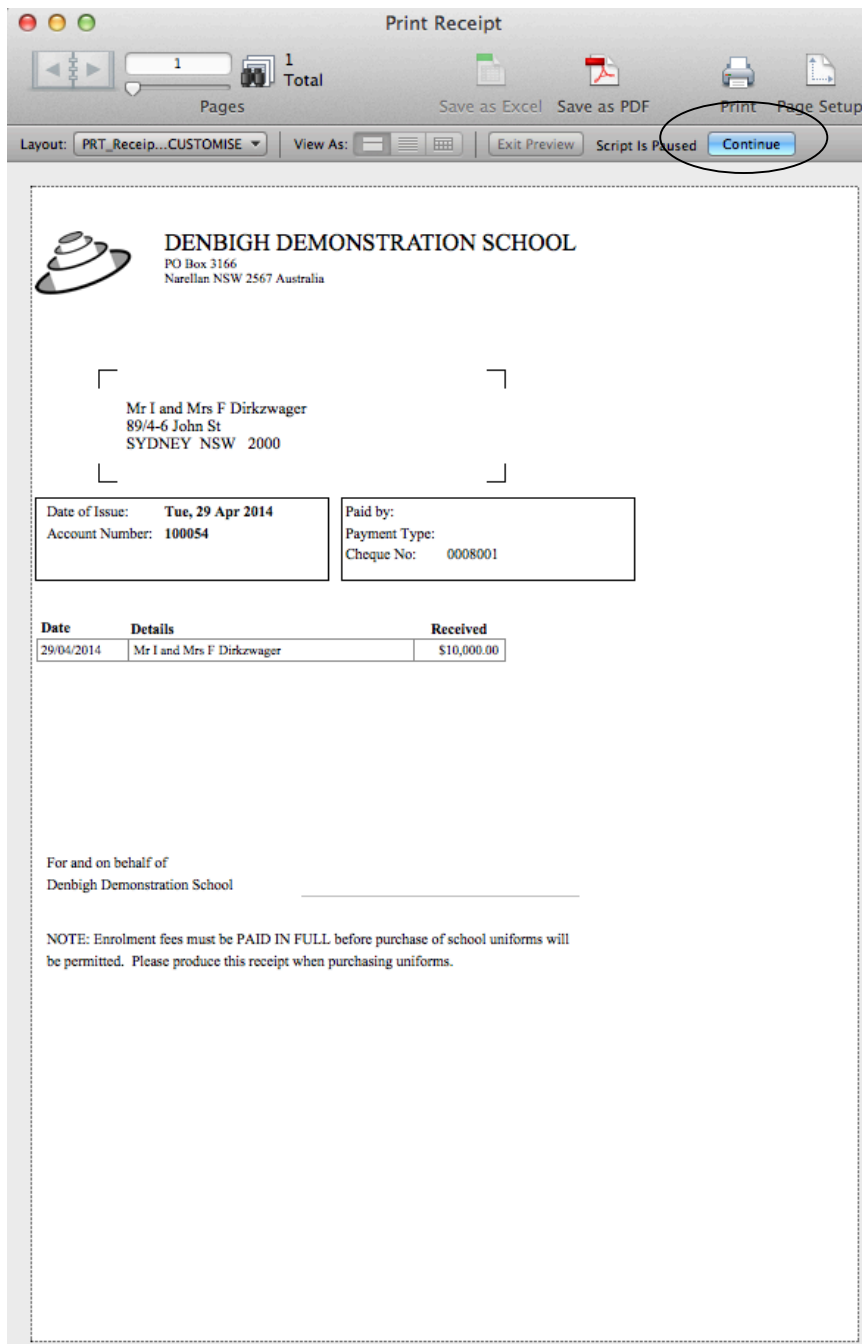 Print Receipt
1
1
Total
Pages
Save as Excel Save as PDF Print Page Setup
Layout: PRT_Receip...CUSTOMISE View As: Exit Preview Script Is Paused Continue
DENBIGH DEMONSTRATION SCHOOL
PO Box 3166
Narellan NSW 2567 Australia
Mr I and Mrs F Dirkzwager
89/4-6 John St
SYDNEY NSW 2000
Date of Issue: Tue, 29 Apr 2014
Account Number: 100054
Paid by:
Payment Type:
Cheque No: 0008001
Date Details Received
29/04/2014 Mr I and Mrs F Dirkzwager $10,000.00
For and on behalf of
Denbigh Demonstration School
NOTE: Enrolment fees must be PAID IN FULL before purchase of school uniforms will
be permitted. Please produce this receipt when purchasing uniforms.